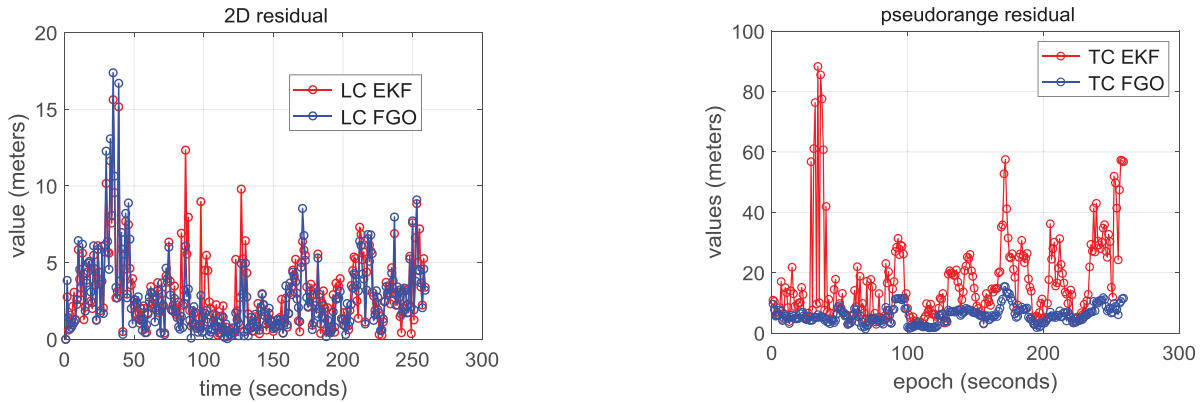 2D residual
20
15
10
5
0
0 50 100 150 200 250 300
value (meters)
time (seconds)
LC EKF
LC FGO
pseudorange residual
100
80
60
40
20
0
0 100 200 300
values (meters)
epoch (seconds)
TC EKF
TC FGO